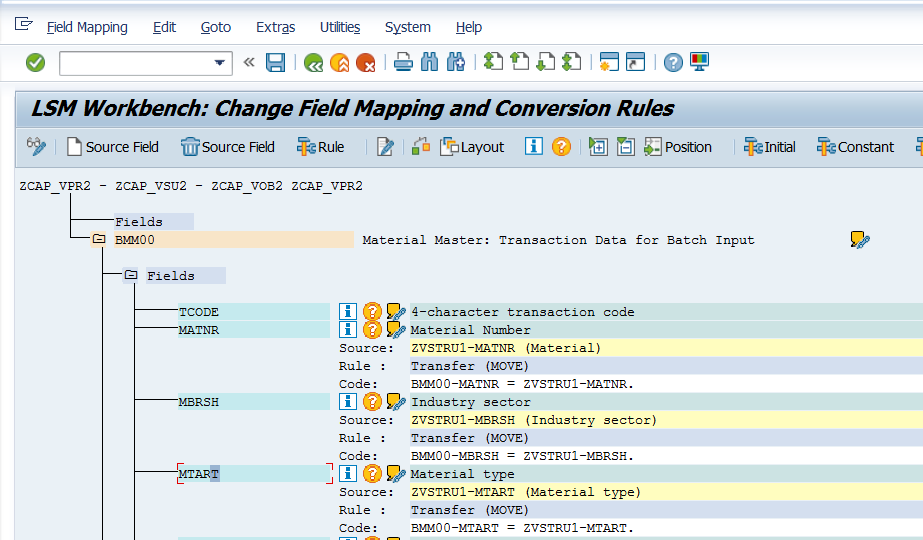 Field Mapping Edit Goto Extras Utilities System Help
LSM Workbench: Change Field Mapping and Conversion Rules
Source Field Source Field Rule Layout Position Initial Constant
ZCAP_VPR2 - ZCAP_VSU2 - ZCAP_VOB2 ZCAP_VPR2
Fields
BMM00 Material Master: Transaction Data for Batch Input
Fields
TCODE 4-character transaction code
MATNR Material Number
Source: ZVSTRU1-MATNR (Material)
Rule : Transfer (MOVE)
Code: BMM00-MATNR = ZVSTRU1-MATNR.
MBRSH Industry sector
Source: ZVSTRU1-MBRSH (Industry sector)
Rule : Transfer (MOVE)
Code: BMM00-MBRSH = ZVSTRU1-MBRSH.
MTART Material type
Source: ZVSTRU1-MTART (Material type)
Rule : Transfer (MOVE)
Code: BMM00-MTART = ZVSTRU1-MTART.